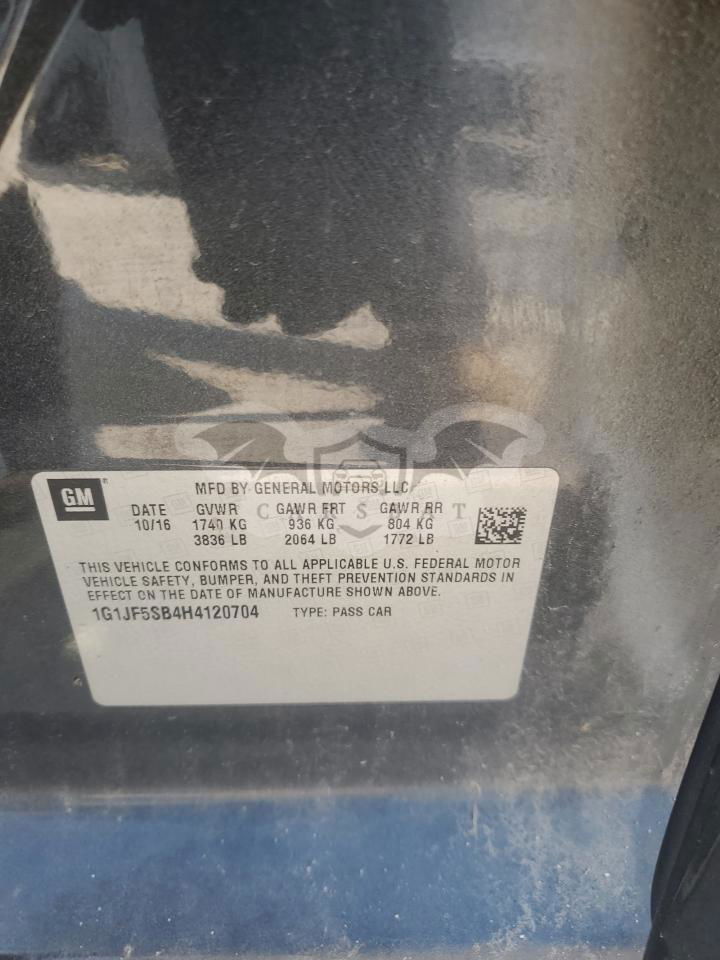 GM
MFD BY GENERAL MOTORS LLC
DATE GVWR GAWR FRT GAWR RR
10/16 1740 KG 936 KG 804 KG
3836 LB 2064 LB 1772 LB
THIS VEHICLE CONFORMS TO ALL APPLICABLE U.S. FEDERAL MOTOR
VEHICLE SAFETY, BUMPER, AND THEFT PREVENTION STANDARDS IN
EFFECT ON THE DATE OF MANUFACTURE SHOWN ABOVE.
1G1JF5SB4H4120704 TYPE: PASS CAR